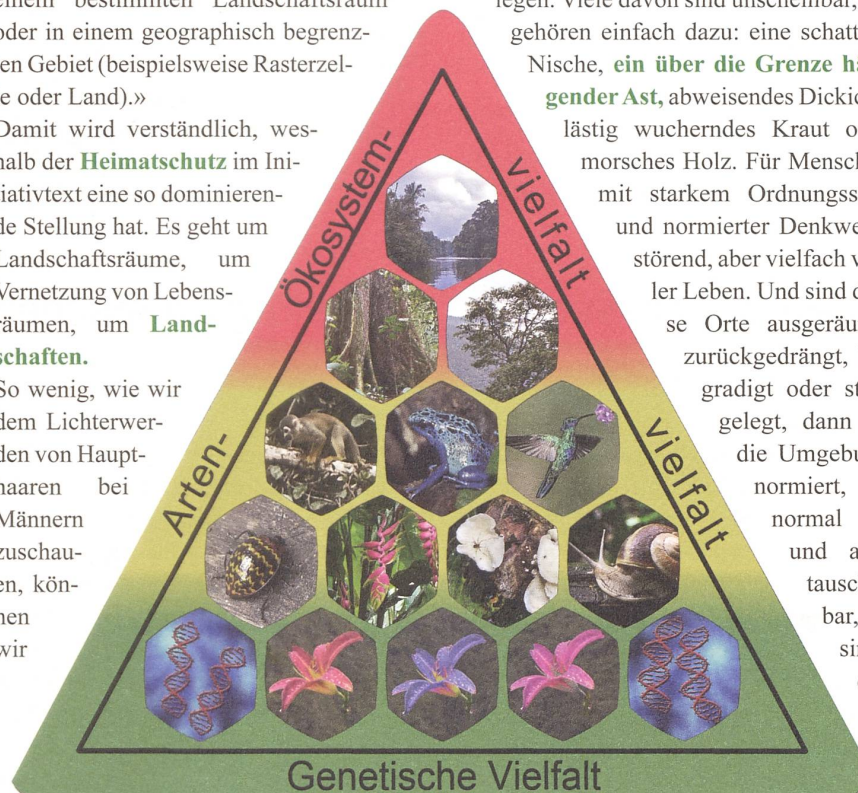 einem bestimmten Landschaftsraum
oder in einem geographisch begrenz-
en Gebiet (beispielsweise Rasterzel-
e oder Land).»
Damit wird verständlich, wes-
halb der Heimatschutz im Ini-
iativtext eine so dominieren-
de Stellung hat. Es geht um
Landschaftsräume, um
Vernetzung von Lebens-
räumen, um Land-
schaften.
So wenig, wie wir
dem Lichterwer-
den von Haupt-
haaren bei
Männern
zuschau-
en, kön-
nen
wir
legen. Viele davon sind unscheinbar,
gehören einfach dazu: eine schatt
Nische, ein über die Grenze hä
gender Ast, abweisendes Dickic
lästig wucherndes Kraut o
morsches Holz. Für Mensch
mit starkem Ordnungss
und normierter Denkwe
störend, aber vielfach v
ler Leben. Und sind d
se Orte ausgeräu
zurückgedrängt,
gradigt oder st
gelegt, dann
die Umgebu
normiert,
normal
und a
tausc
bar,
si
Ökosystem-
vielfalt
Arten-
vielfalt
Genetische Vielfalt